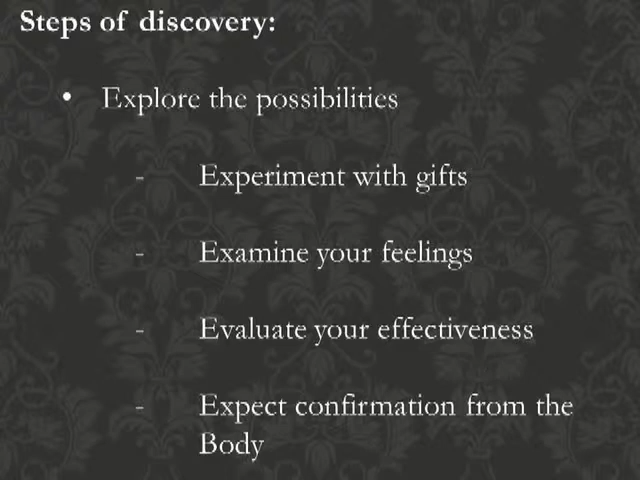 Steps of discovery:
• Explore the possibilities
- Experiment with gifts
- Examine your feelings
- Evaluate your effectiveness
- Expect confirmation from the
Body